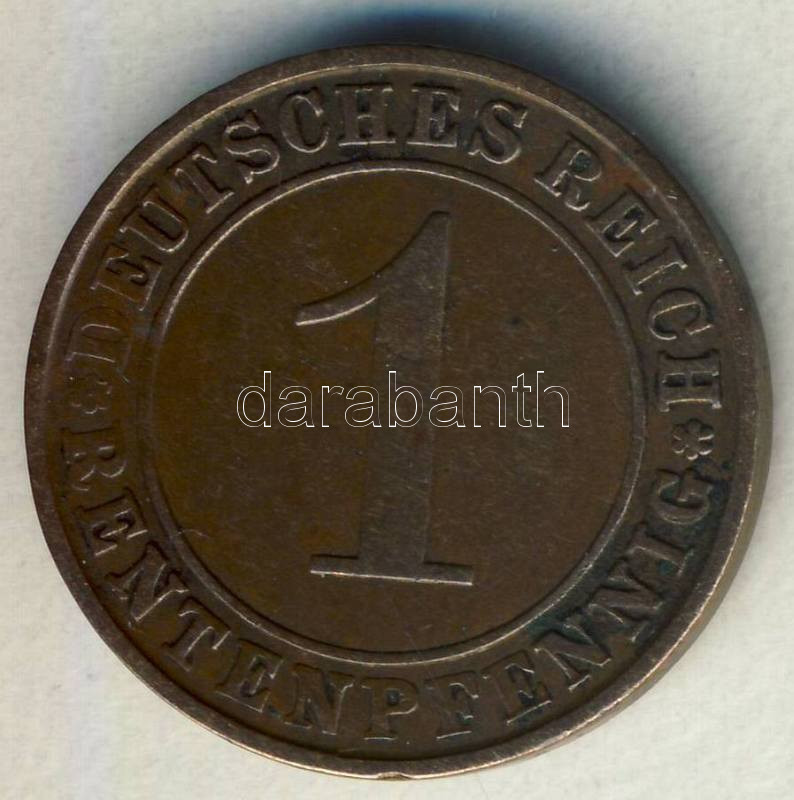 DEUTSCHES REICH
1
darabanth
* RENTENPFENNIG *